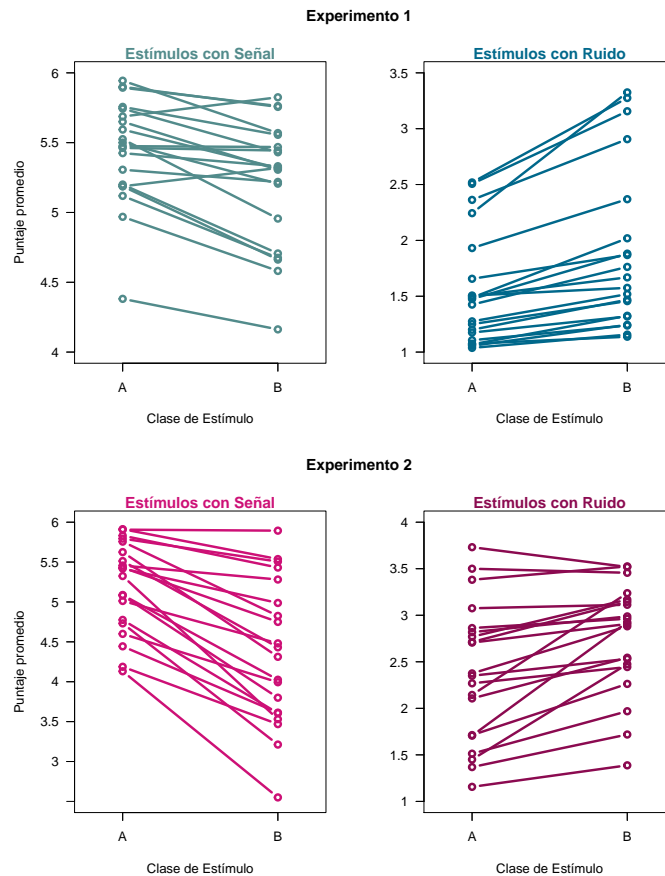 Experimento 1
Estímulos con Señal
Estímulos con Ruido
Puntaje promedio
6
5.5
5
4.5
4
A
B
Clase de Estímulo
3.5
3
2.5
2
1.5
1
A
B
Clase de Estímulo
Experimento 2
Estímulos con Señal
Estímulos con Ruido
Puntaje promedio
6
5.5
5
4.5
4
3.5
3
A
B
Clase de Estímulo
4
3.5
3
2.5
2
1.5
1
A
B
Clase de Estímulo